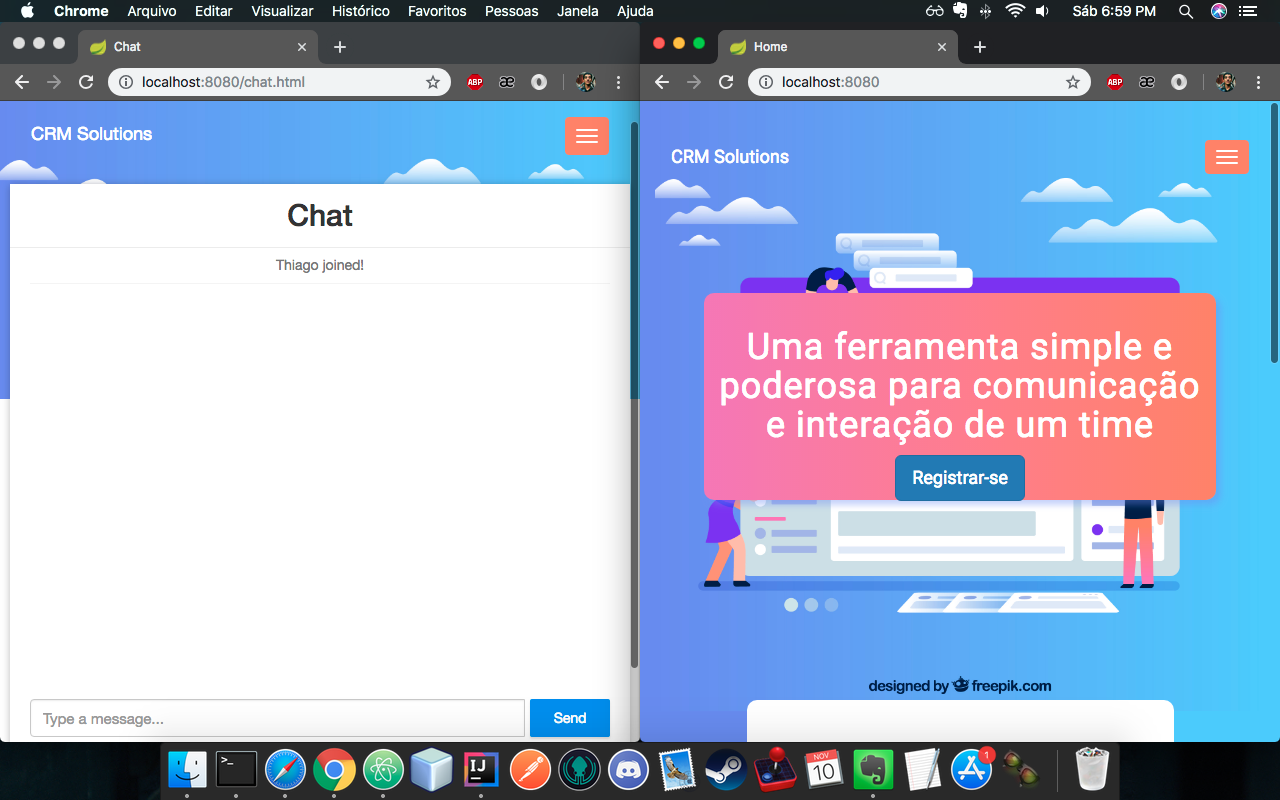 Chrome Arquivo Editar Visualizar Histórico Favoritos Pessoas Janela Ajuda Sáb 6:59 PM
Chat
localhost:8080/chat.html
ABP
æ
CRM Solutions
Chat
Thiago joined!
Type a message...
Send
Home
localhost:8080
ABP
æ
CRM Solutions
Uma ferramenta simple e
poderosa para comunicação
e interação de um time
Registrar-se
designed by freepik.com
>_
IJ
NOV
10
1